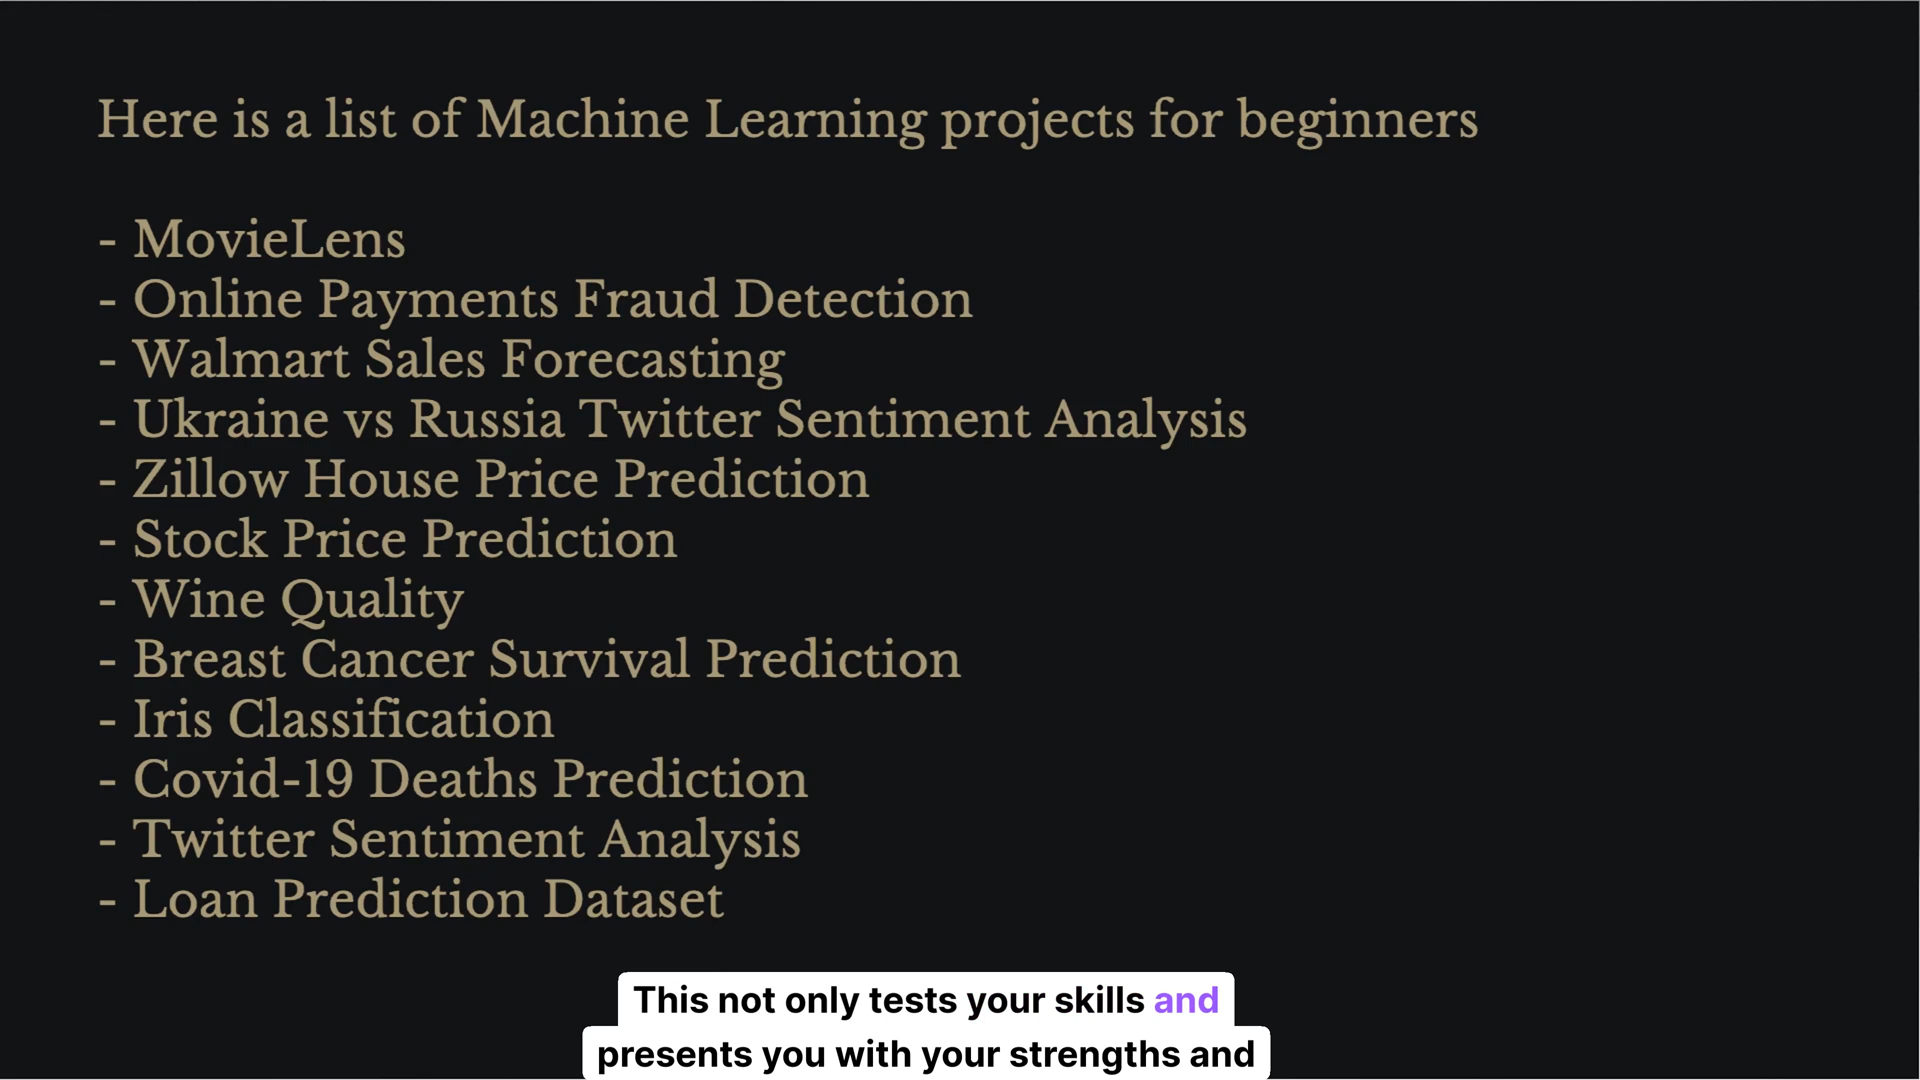 Here is a list of Machine Learning projects for beginners
- MovieLens
- Online Payments Fraud Detection
- Walmart Sales Forecasting
- Ukraine vs Russia Twitter Sentiment Analysis
- Zillow House Price Prediction
- Stock Price Prediction
- Wine Quality
- Breast Cancer Survival Prediction
- Iris Classification
- Covid-19 Deaths Prediction
- Twitter Sentiment Analysis
- Loan Prediction Dataset
This not only tests your skills and
presents you with your strengths and